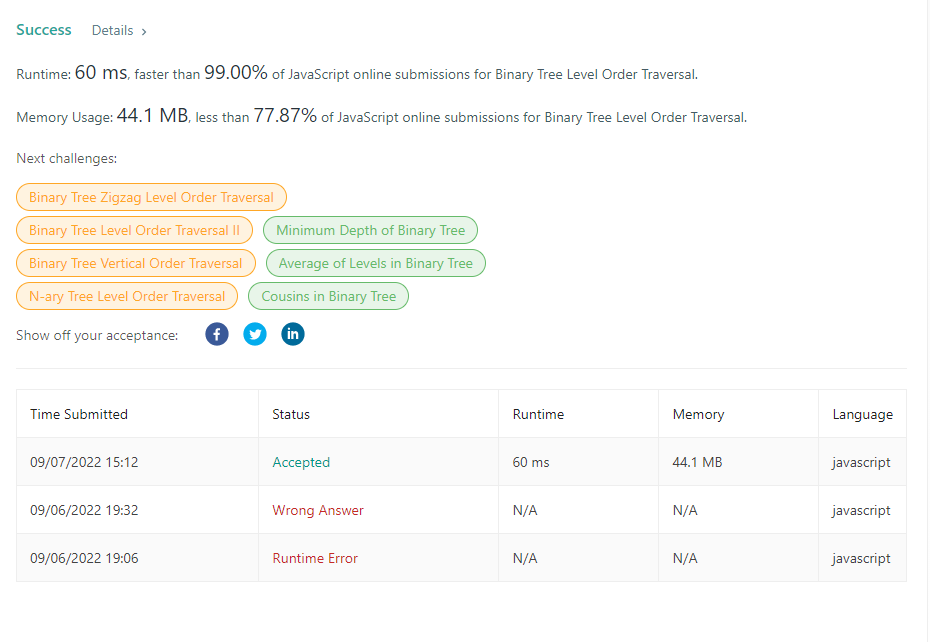 Success Details >
Runtime: 60 ms, faster than 99.00% of JavaScript online submissions for Binary Tree Level Order Traversal.
Memory Usage: 44.1 MB, less than 77.87% of JavaScript online submissions for Binary Tree Level Order Traversal.
Next challenges:
Binary Tree Zigzag Level Order Traversal
Binary Tree Level Order Traversal II Minimum Depth of Binary Tree
Binary Tree Vertical Order Traversal Average of Levels in Binary Tree
N-ary Tree Level Order Traversal Cousins in Binary Tree
Show off your acceptance: f in
Time Submitted Status Runtime Memory Language
09/07/2022 15:12 Accepted 60 ms 44.1 MB javascript
09/06/2022 19:32 Wrong Answer N/A N/A javascript
09/06/2022 19:06 Runtime Error N/A N/A javascript